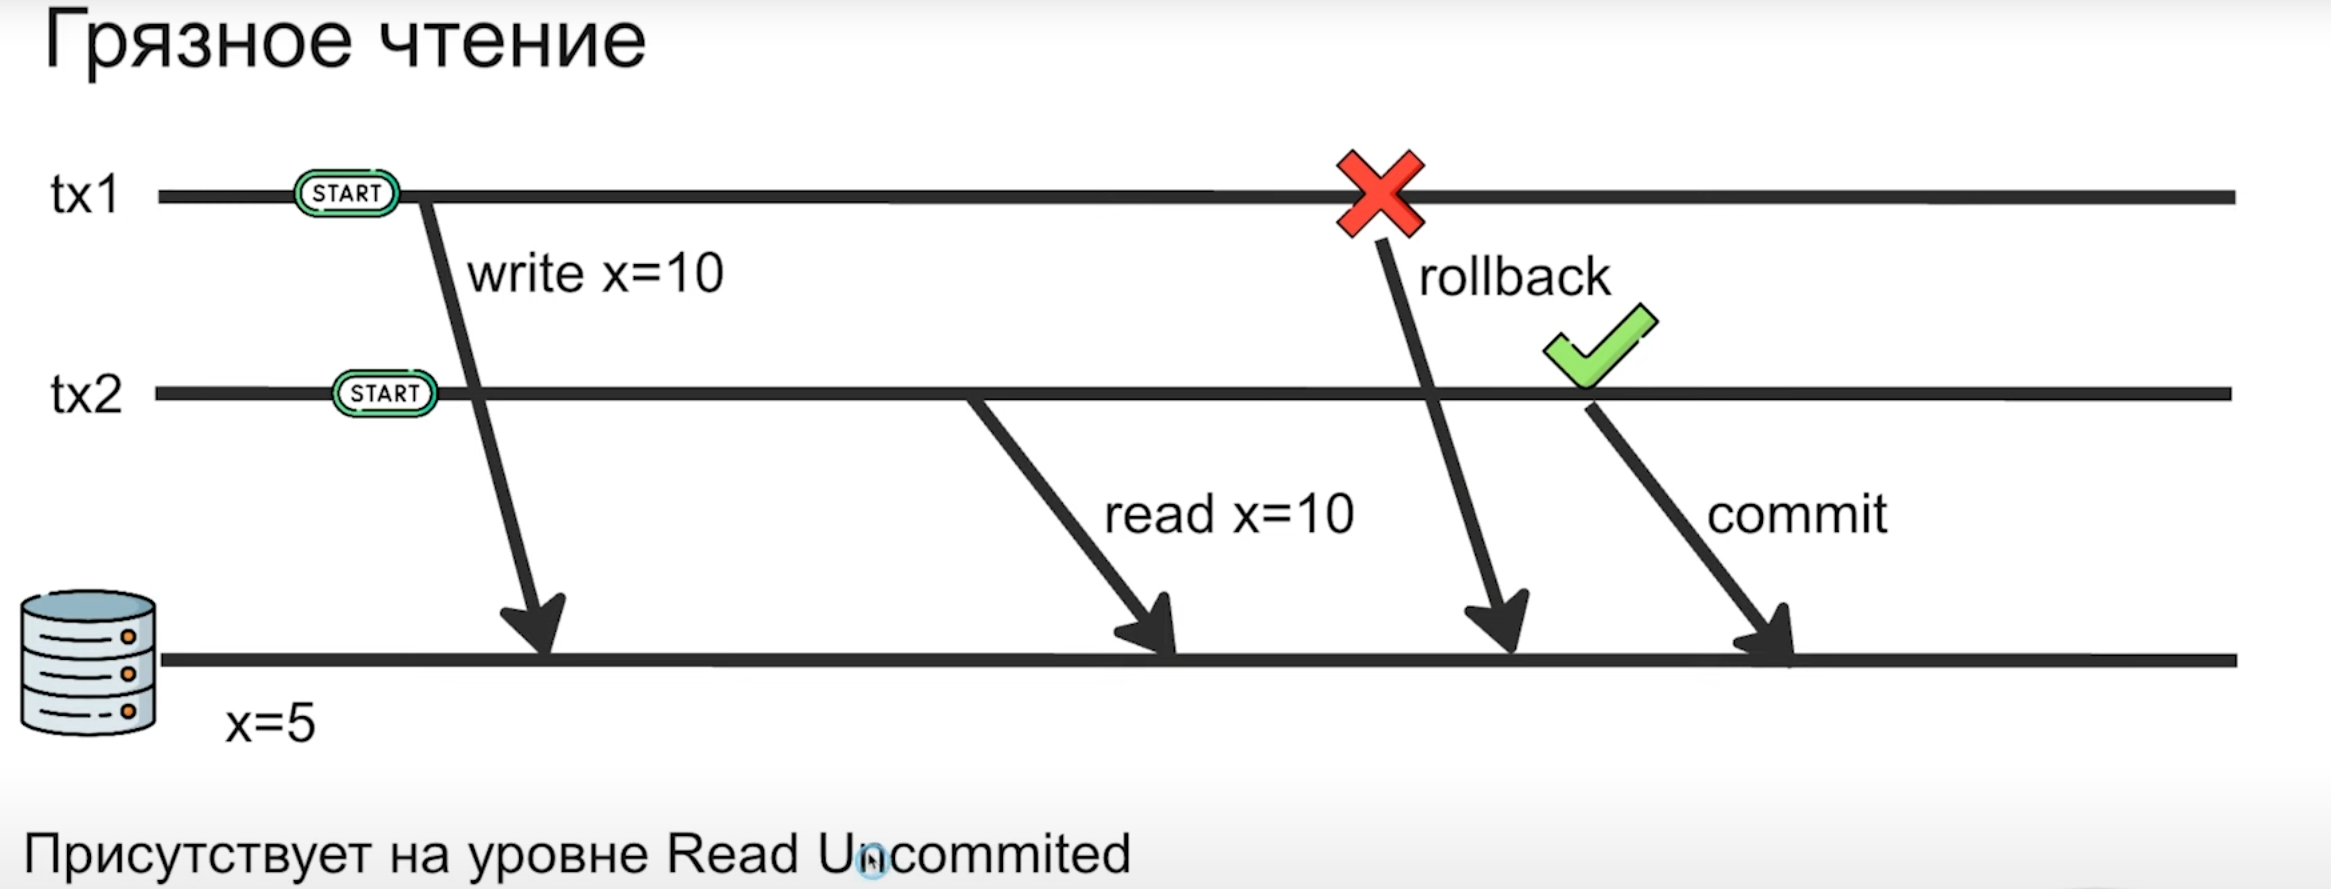 Грязное чтение
tx1
START
write x=10
rollback
tx2
START
read x=10
commit
x=5
Присутствует на уровне Read Uncommited